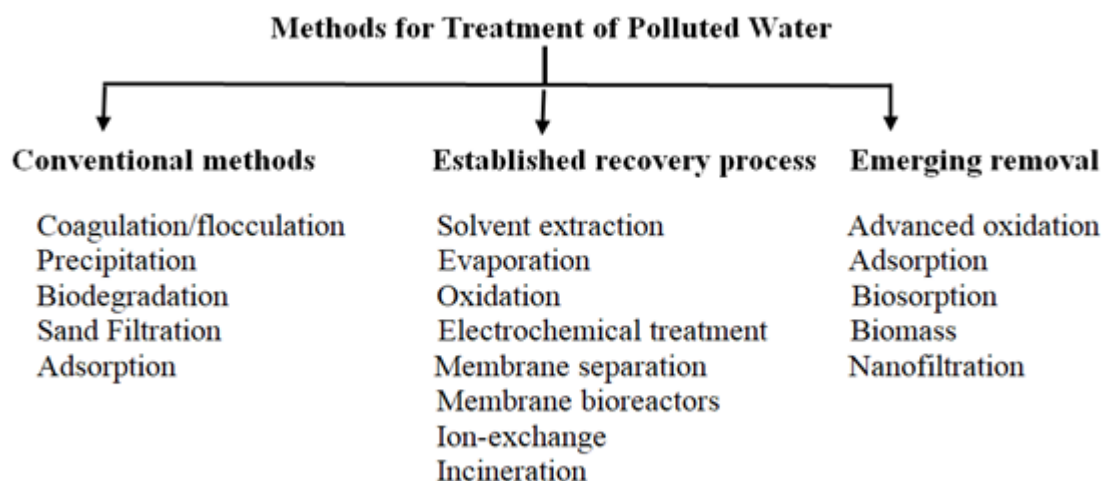 Methods for Treatment of Polluted Water
Conventional methods
Coagulation/flocculation
Precipitation
Biodegradation
Sand Filtration
Adsorption
Established recovery process
Solvent extraction
Evaporation
Oxidation
Electrochemical treatment
Membrane separation
Membrane bioreactors
Ion-exchange
Incineration
Emerging removal
Advanced oxidation
Adsorption
Biosorption
Biomass
Nanofiltration